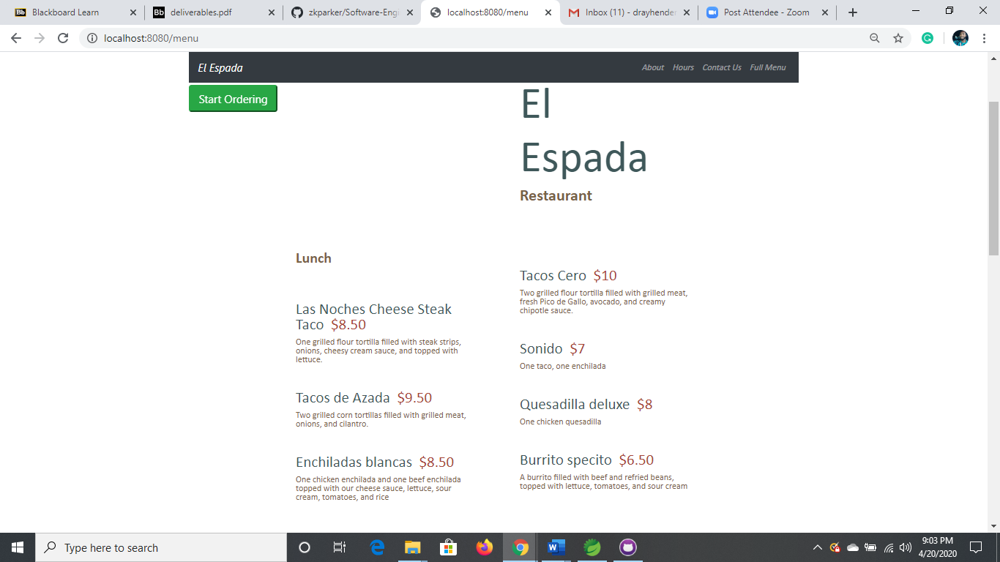 Blackboard Learn
deliverables.pdf
zkparker/Software-Engi
localhost:8080/menu
Inbox (11) - drayhender
Post Attendee - Zoom
localhost:8080/menu
El Espada
About Hours Contact Us Full Menu
Start Ordering
El
Espada
Restaurant
Lunch
Las Noches Cheese Steak
Taco $8.50
One grilled flour tortilla filled with steak strips,
onions, cheesy cream sauce, and topped with
lettuce.
Tacos de Azada $9.50
Two grilled corn tortillas filled with grilled meat,
onions, and cilantro.
Enchiladas blancas $8.50
One chicken enchilada and one beef enchilada
topped with our cheese sauce, lettuce, sour
cream, tomatoes, and rice
Tacos Cero $10
Two grilled flour tortilla filled with grilled meat,
fresh Pico de Gallo, avocado, and creamy
chipotle sauce.
Sonido $7
One taco, one enchilada
Quesadilla deluxe $8
One chicken quesadilla
Burrito specito $6.50
A burrito filled with beef and refried beans,
topped with lettuce, tomatoes, and sour cream
Type here to search
9:03 PM
4/20/2020